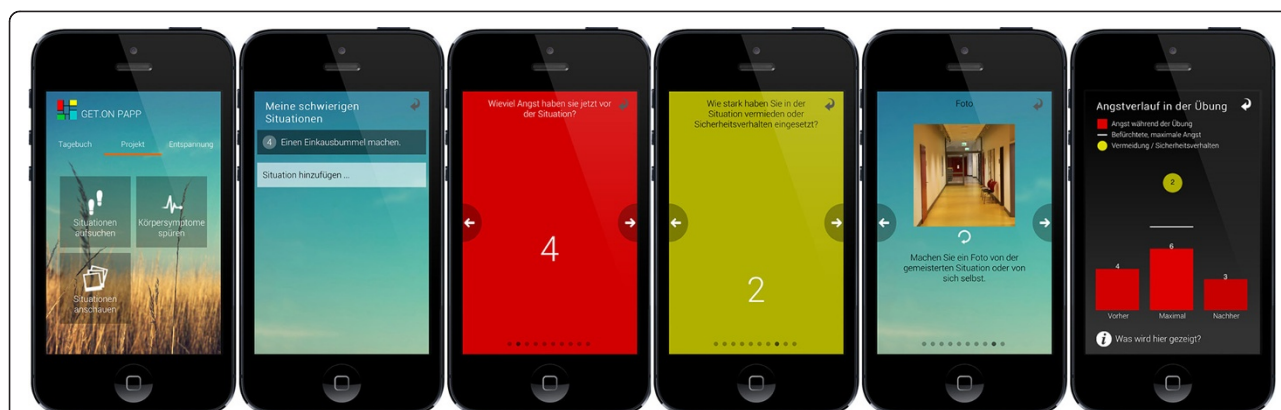 GET.ON PAPP
Tagebuch Projekt Entspannung
Situationen
aufsuchen
Körpersymptome
spüren
Situationen
anschauen
Meine schwierigen
Situationen
4 Einen Einkausbummel machen.
Situation hinzufügen ...
Wieviel Angst haben sie jetzt vor
der Situation?
4
Wie stark haben Sie in der
Situation vermieden oder
Sicherheitsverhalten eingesetzt?
2
Foto
Machen Sie ein Foto von der
gemeisterten Situation oder von
sich selbst.
Angstverlauf in der Übung
Angst während der Übung
Befürchtete, maximale Angst
Vermeidung / Sicherheitsverhalten
2
4
6
3
Vorher Maximal Nachher
i Was wird hier gezeigt?